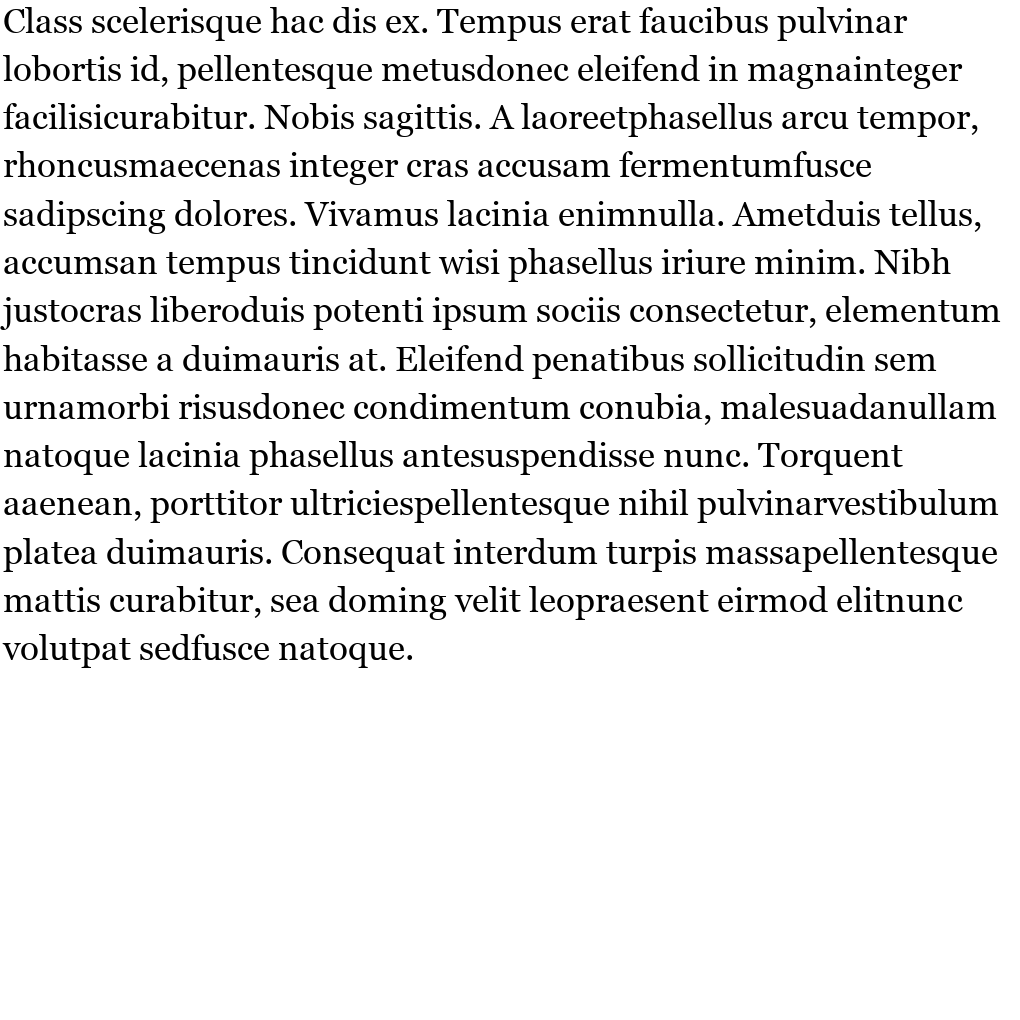 Class scelerisque hac dis ex. Tempus erat faucibus pulvinar
lobortis id, pellentesque metusdonec eleifend in magnainteger
facilisicurabitur. Nobis sagittis. A laoreetphasellus arcu tempor,
rhoncusmaecenas integer cras accusam fermentumfusce
sadipscing dolores. Vivamus lacinia enimnulla. Ametduis tellus,
accumsan tempus tincidunt wisi phasellus iriure minim. Nibh
justocras liberoduis potenti ipsum sociis consectetur, elementum
habitasse a duimauris at. Eleifend penatibus sollicitudin sem
urnamorbi risusdonec condimentum conubia, malesuadanullam
natoque lacinia phasellus antesuspendisse nunc. Torquent
aaenean, porttitor ultriciespellentesque nihil pulvinarvestibulum
platea duimauris. Consequat interdum turpis massapellentesque
mattis curabitur, sea doming velit leopraesent eirmod elitnunc
volutpat sedfusce natoque.